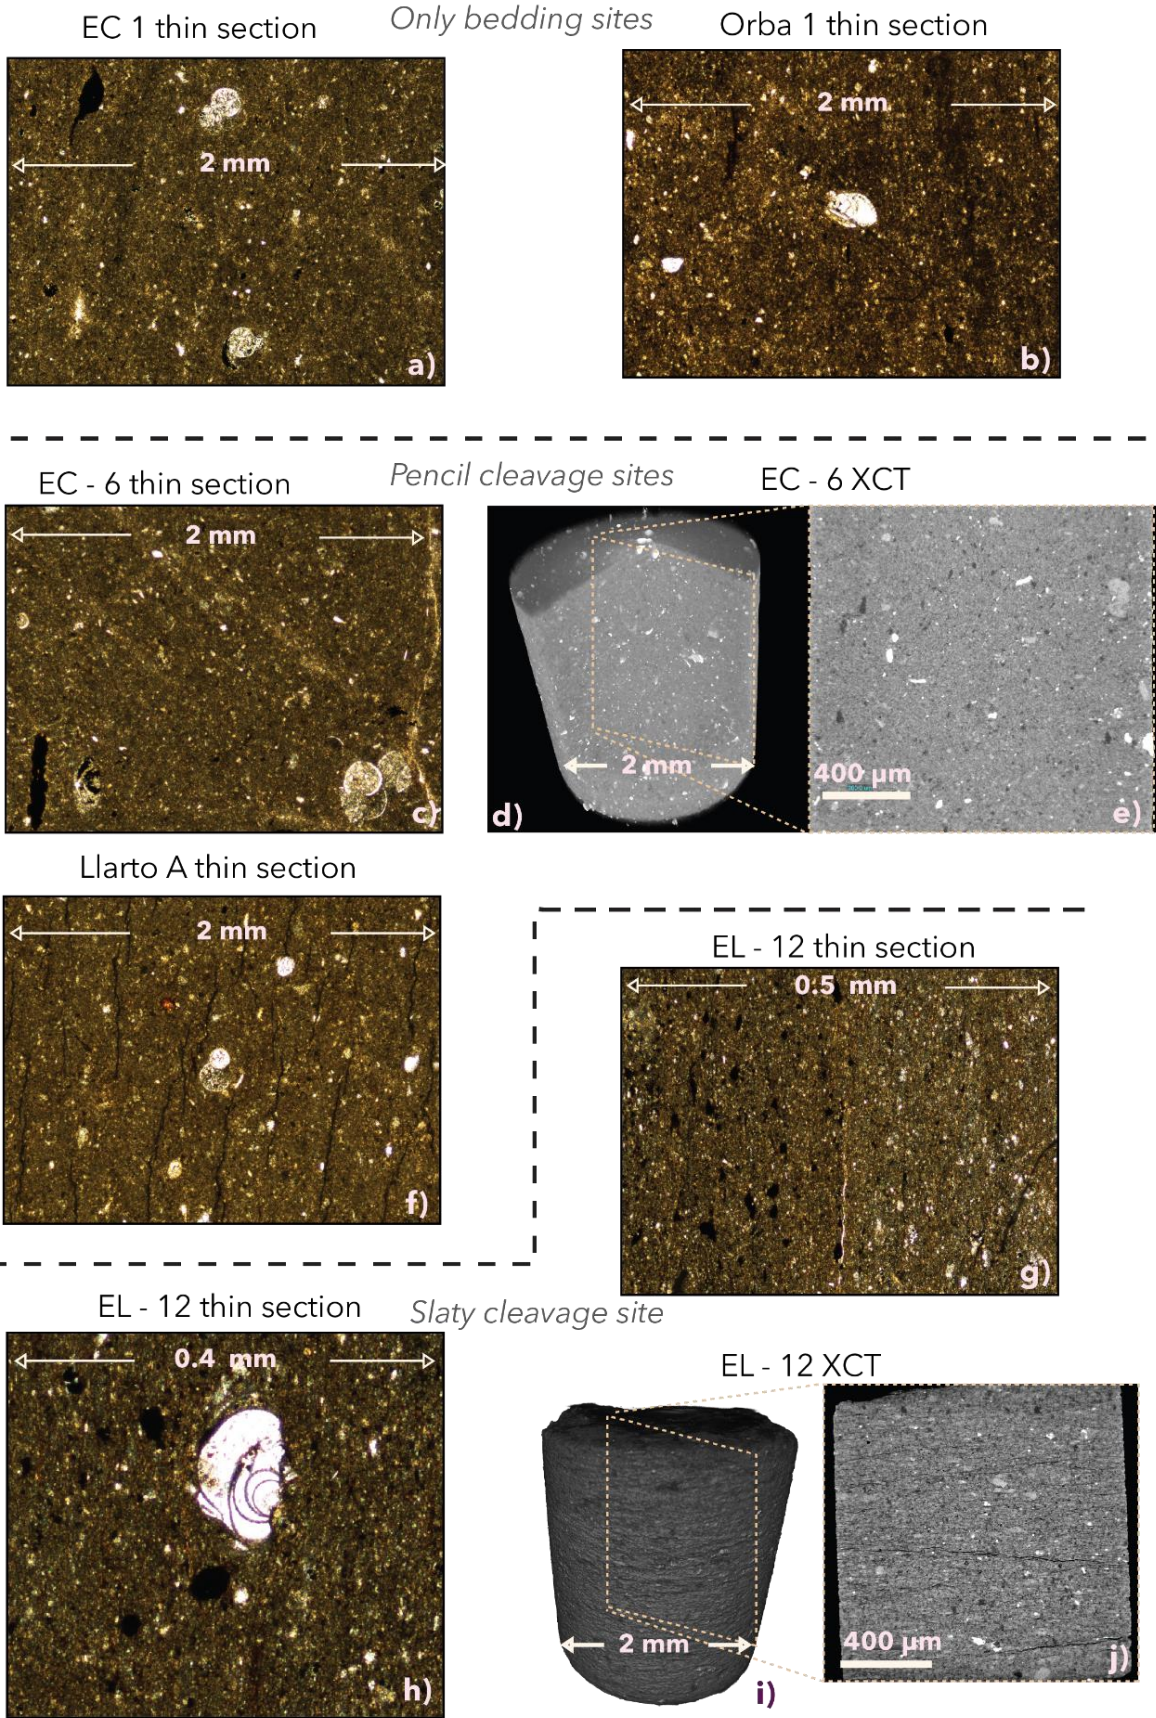 Only bedding sites
EC 1 thin section
Orba 1 thin section
2 mm
2 mm
a)
b)
Pencil cleavage sites
EC - 6 thin section
EC - 6 XCT
2 mm
c)
2 mm
d)
400 µm
e)
Llarto A thin section
2 mm
f)
EL - 12 thin section
0.5 mm
g)
EL - 12 thin section
Slaty cleavage site
0.4 mm
h)
EL - 12 XCT
2 mm
i)
400 µm
j)